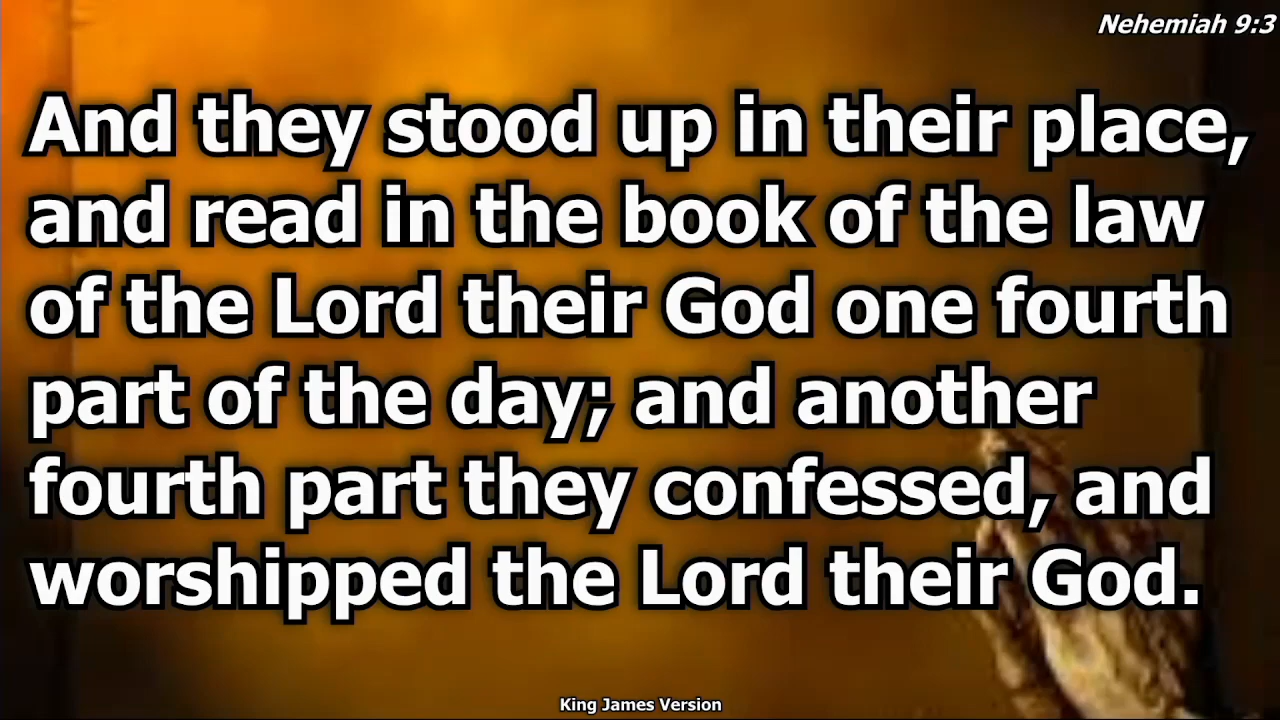 Nehemiah 9:3
And they stood up in their place,
and read in the book of the law
of the Lord their God one fourth
part of the day; and another
fourth part they confessed, and
worshipped the Lord their God.
King James Version